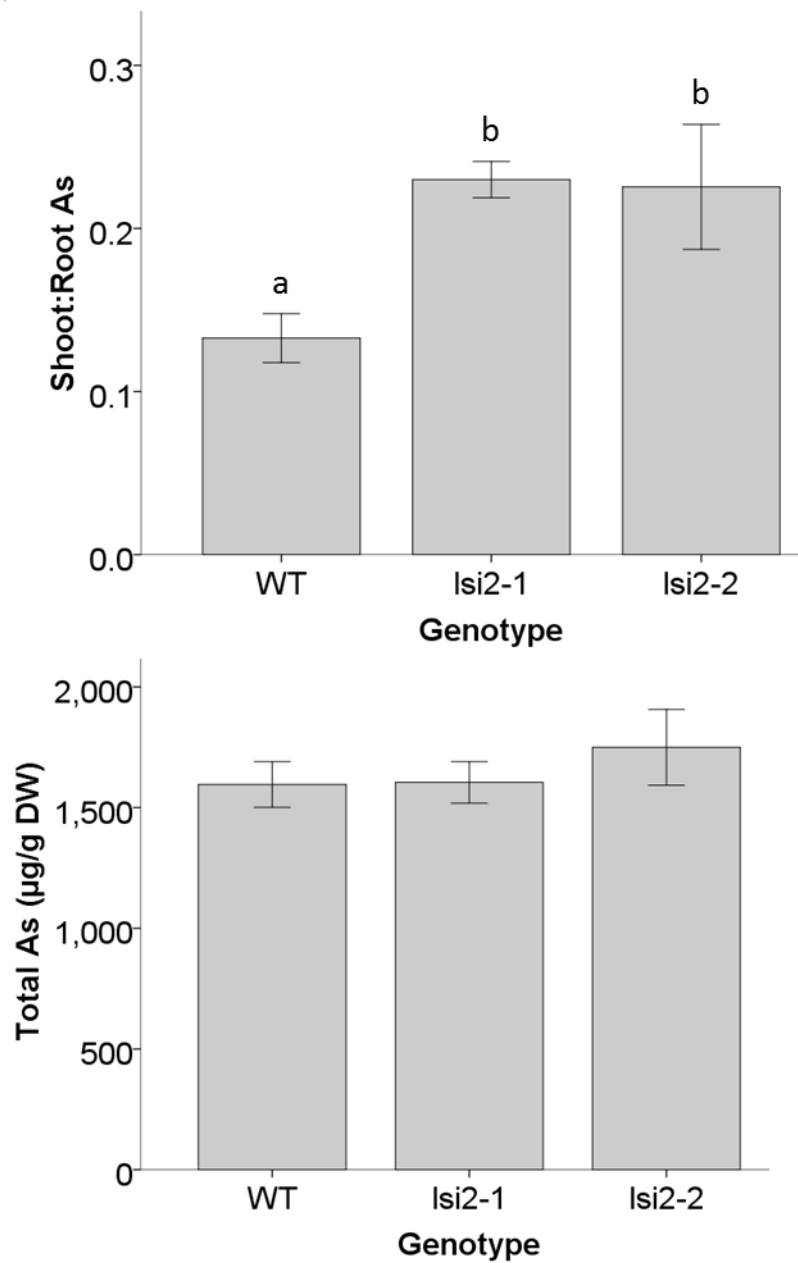 0.3
b
b
0.2
a
0.1
0.0
Shoot:Root As
WT
lsi2-1
lsi2-2
Genotype
2,000
1,500
1,000
500
0
Total As (µg/g DW)
WT
lsi2-1
lsi2-2
Genotype